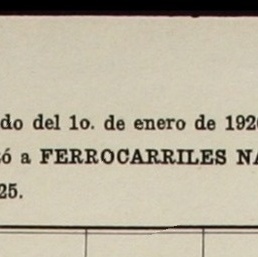 do del 1o. de enero de 192
ó a FERROCARRILES NA
25.